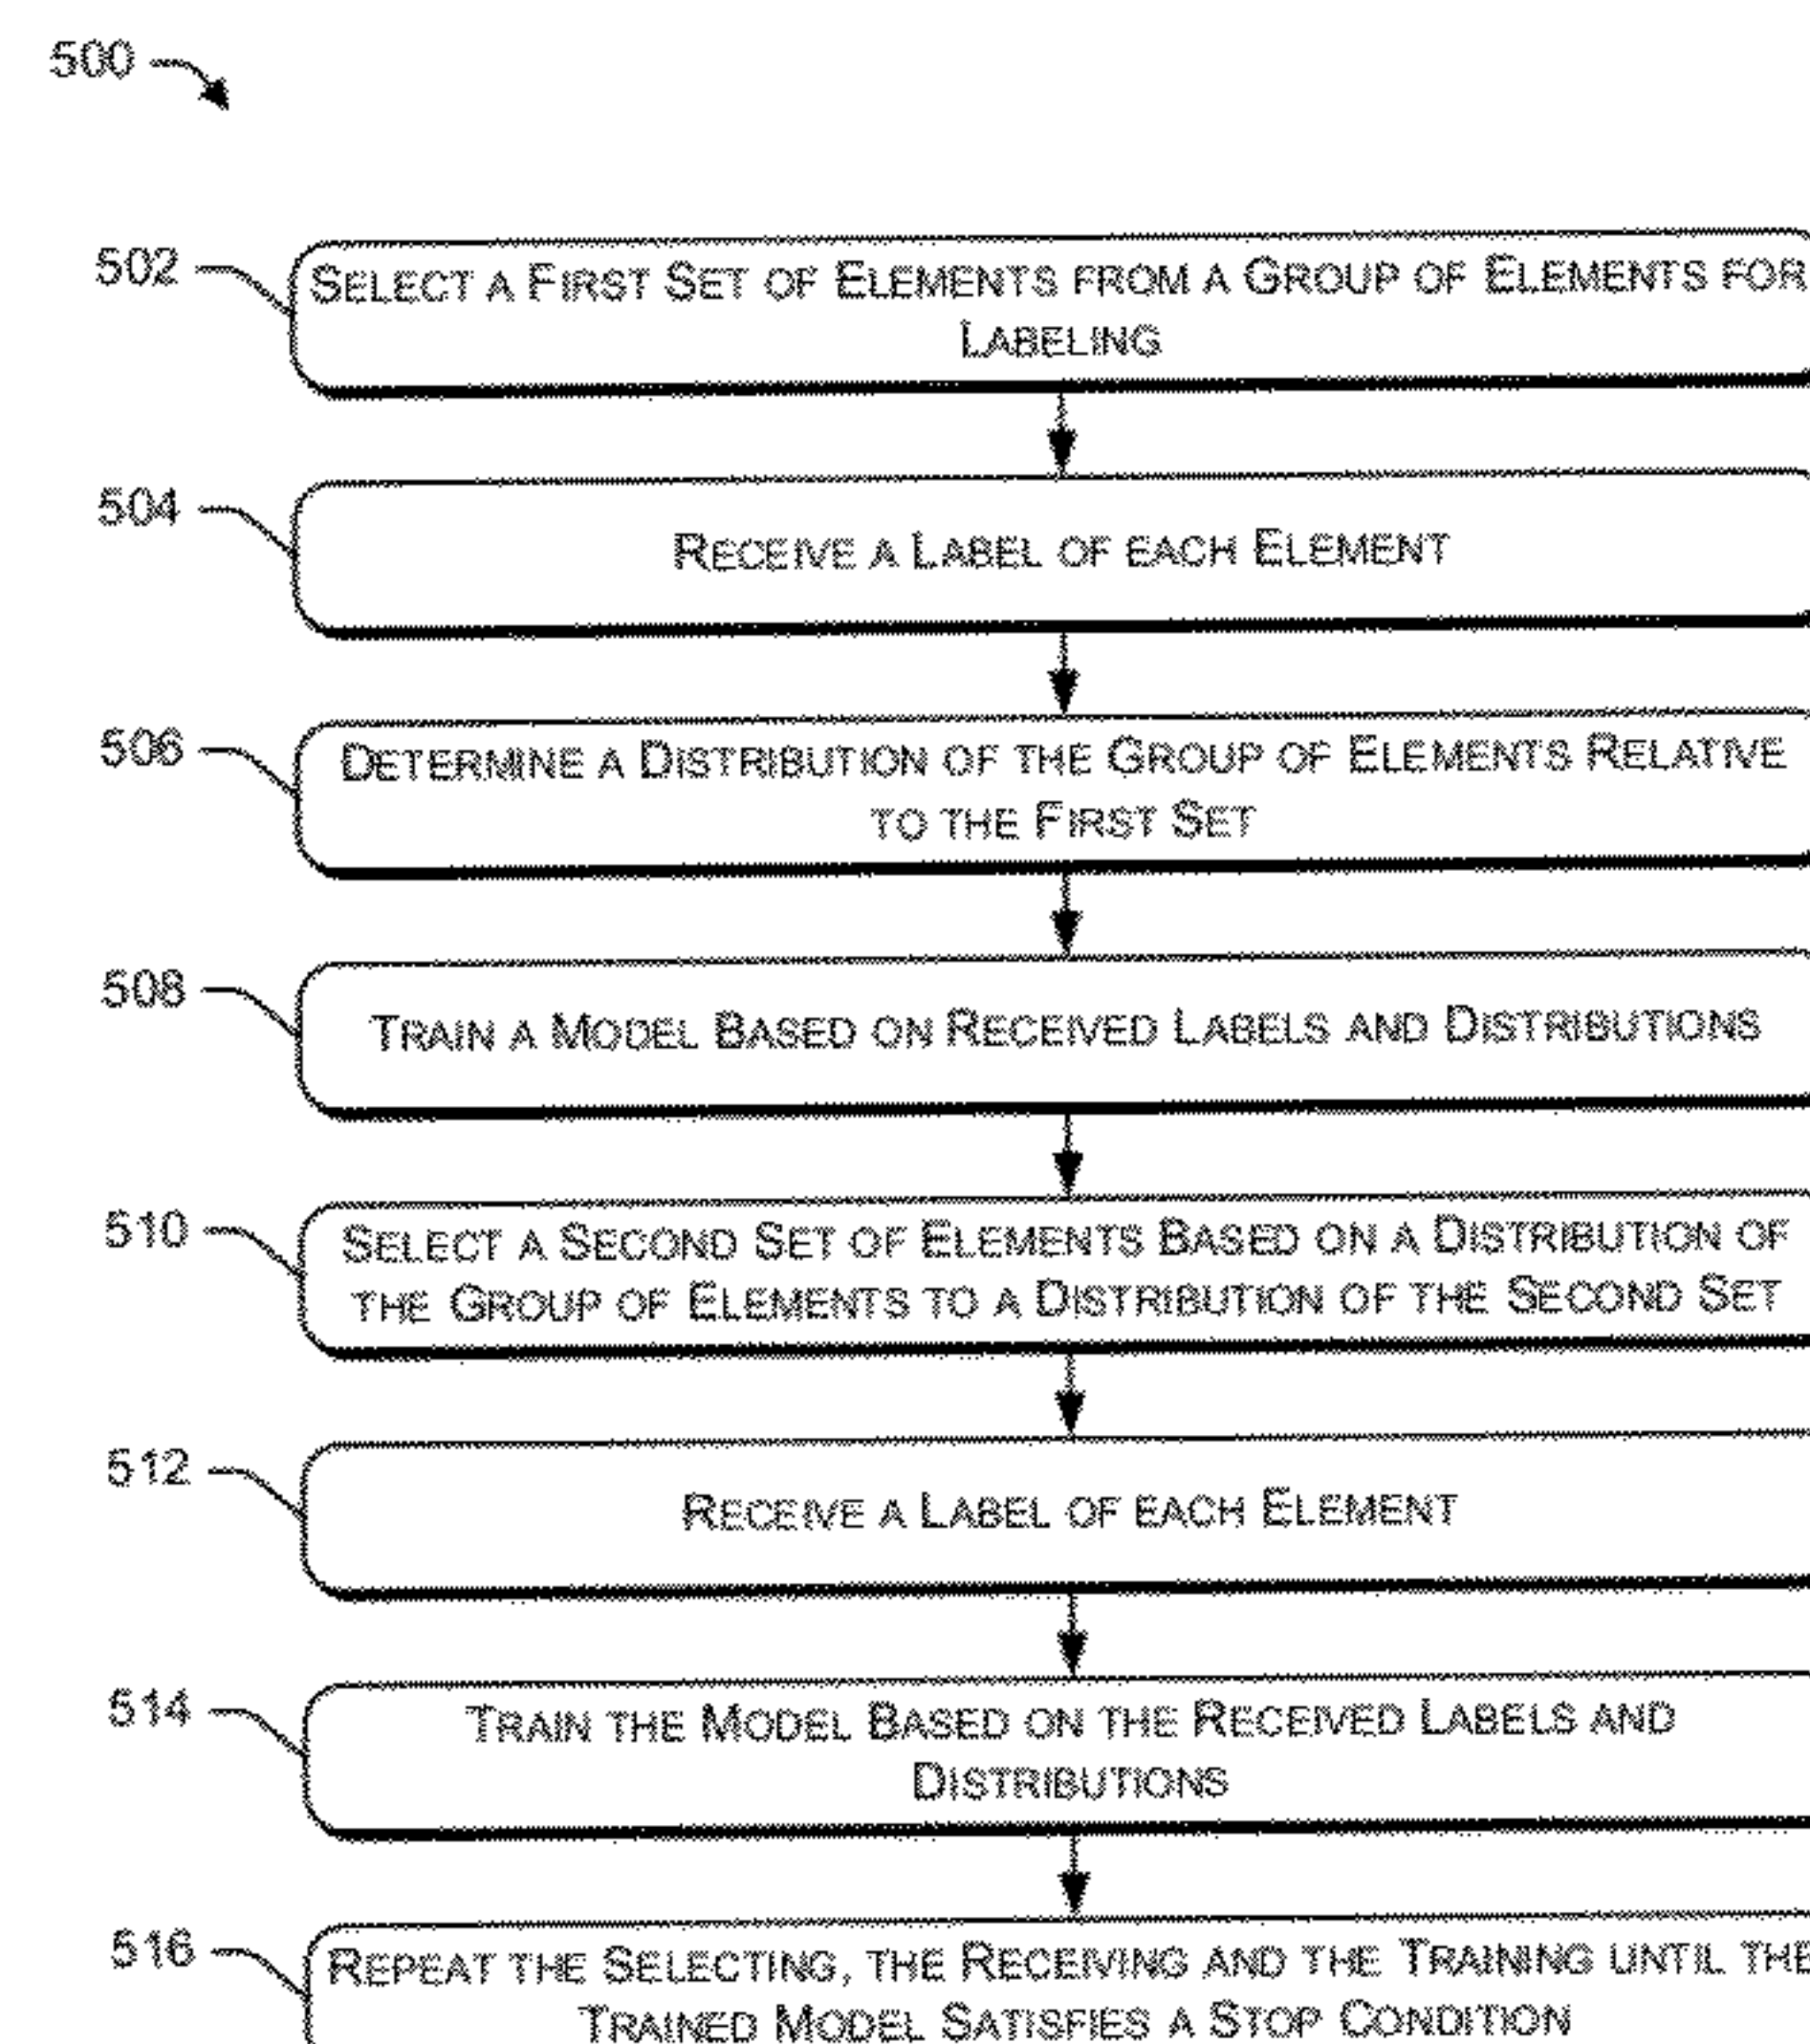 500
502
SELECT A FIRST SET OF ELEMENTS FROM A GROUP OF ELEMENTS FOR
LABELING
504
RECEIVE A LABEL OF EACH ELEMENT
506
DETERMINE A DISTRIBUTION OF THE GROUP OF ELEMENTS RELATIVE
TO THE FIRST SET
508
TRAIN A MODEL BASED ON RECEIVED LABELS AND DISTRIBUTIONS
510
SELECT A SECOND SET OF ELEMENTS BASED ON A DISTRIBUTION OF
THE GROUP OF ELEMENTS TO A DISTRIBUTION OF THE SECOND SET
512
RECEIVE A LABEL OF EACH ELEMENT
514
TRAIN THE MODEL BASED ON THE RECEIVED LABELS AND
DISTRIBUTIONS
516
REPEAT THE SELECTING, THE RECEIVING AND THE TRAINING UNTIL THE
TRAINED MODEL SATISFIES A STOP CONDITION